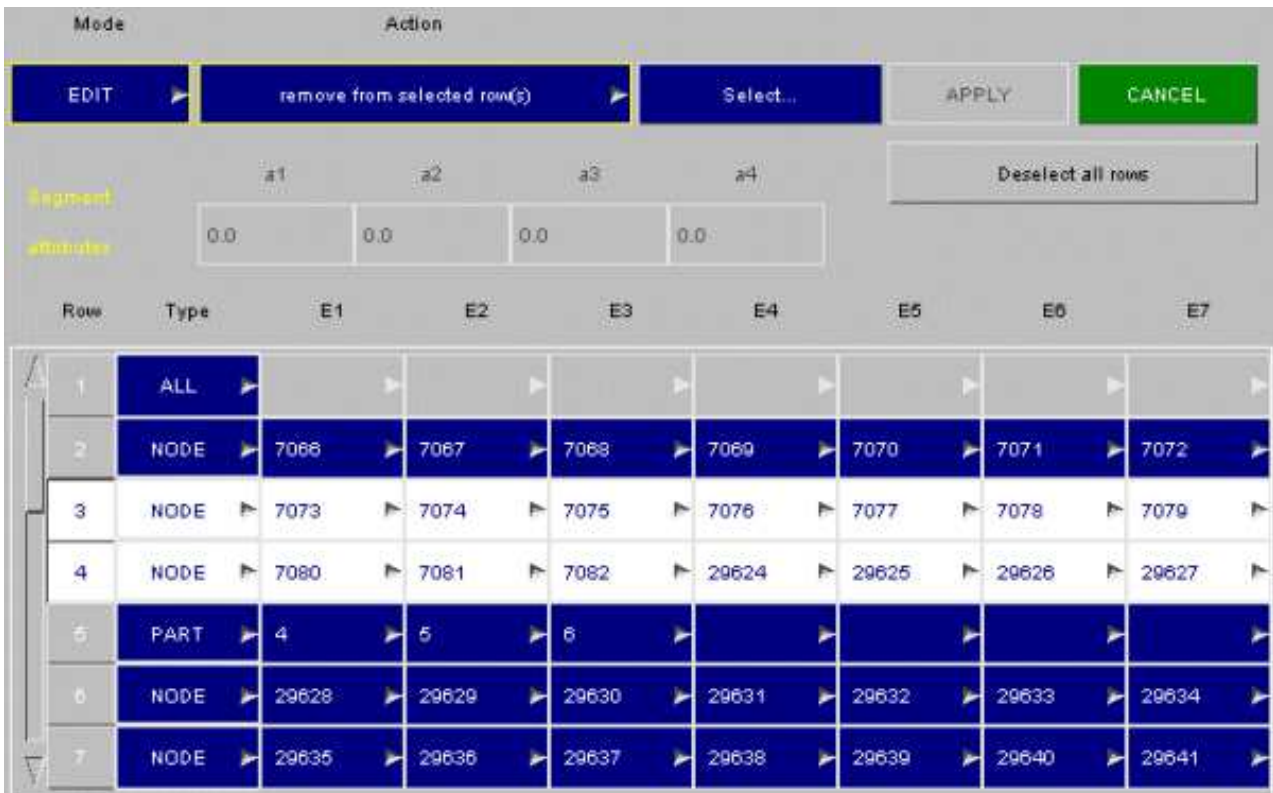 Mode Action
EDIT remove from selected row(s) Select... APPLY CANCEL
a1 a2 a3 a4 Deselect all rows
Segment
attributes
0.0 0.0 0.0 0.0
Row Type E1 E2 E3 E4 E5 E6 E7
1 ALL
2 NODE 7066 7067 7068 7069 7070 7071 7072
3 NODE 7073 7074 7075 7076 7077 7078 7079
4 NODE 7080 7081 7082 29624 29625 29626 29627
5 PART 4 5 6
6 NODE 29628 29629 29630 29631 29632 29633 29634
7 NODE 29635 29636 29637 29638 29639 29640 29641